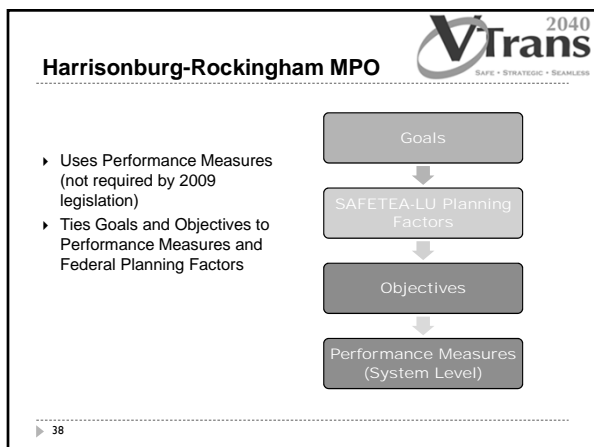 Harrisonburg-Rockingham MPO
2040
VTrans
SAFE • STRATEGIC • SEAMLESS
Uses Performance Measures
(not required by 2009
legislation)
Ties Goals and Objectives to
Performance Measures and
Federal Planning Factors
Goals
SAFETEA-LU Planning
Factors
Objectives
Performance Measures
(System Level)
38